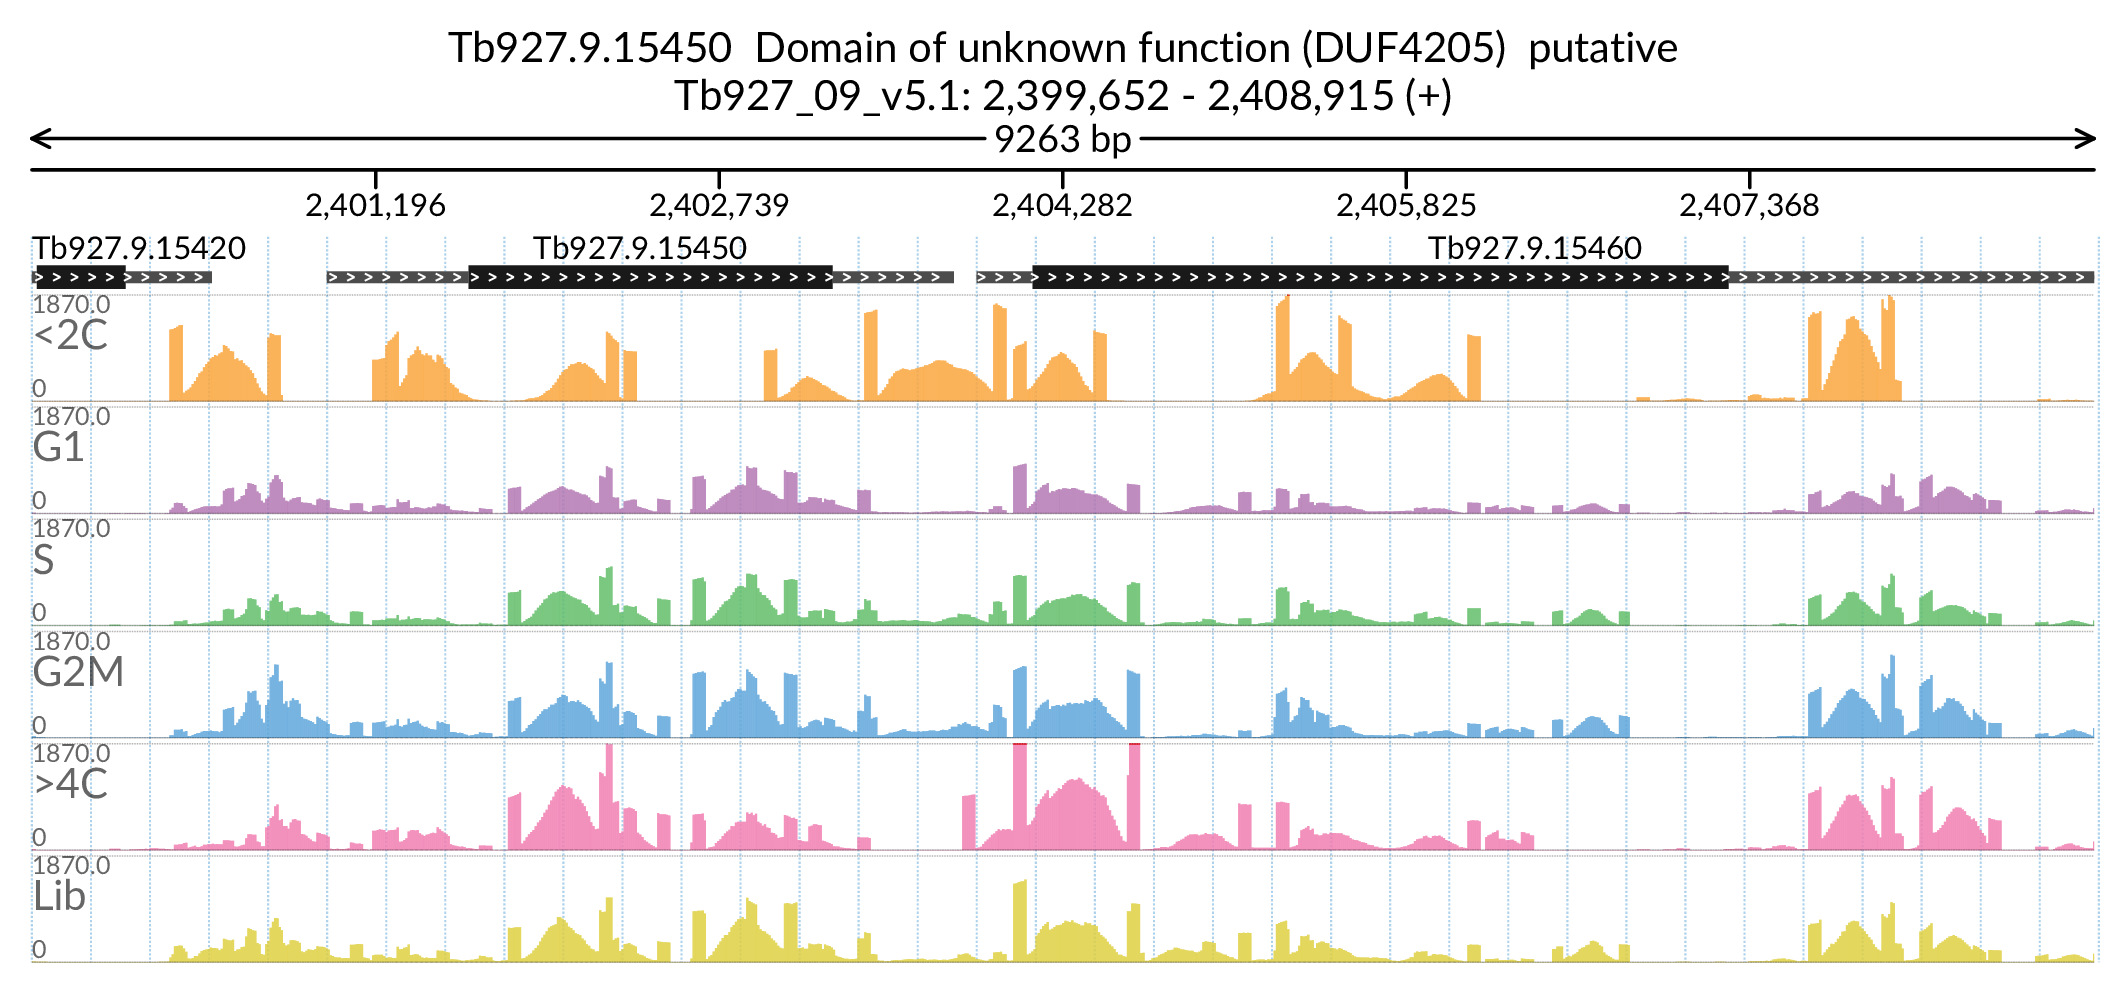 Tb927.9.15450  Domain of unknown function (DUF4205)  putative
Tb927_09_v5.1: 2,399,652 - 2,408,915 (+)
9263 bp
2,401,196 2,402,739 2,404,282 2,405,825 2,407,368
Tb927.9.15420 Tb927.9.15450 Tb927.9.15460
1870.0
<2C
0
1870.0
G1
0
1870.0
S
0
1870.0
G2M
0
1870.0
>4C
0
1870.0
Lib
0